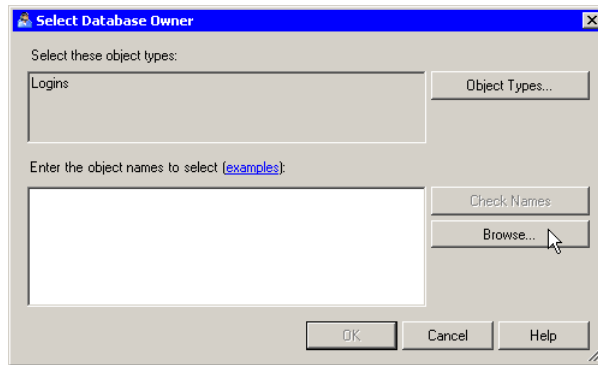 Select Database Owner
Select these object types:
Logins
Object Types...
Enter the object names to select (examples):
Check Names
Browse...
OK
Cancel
Help